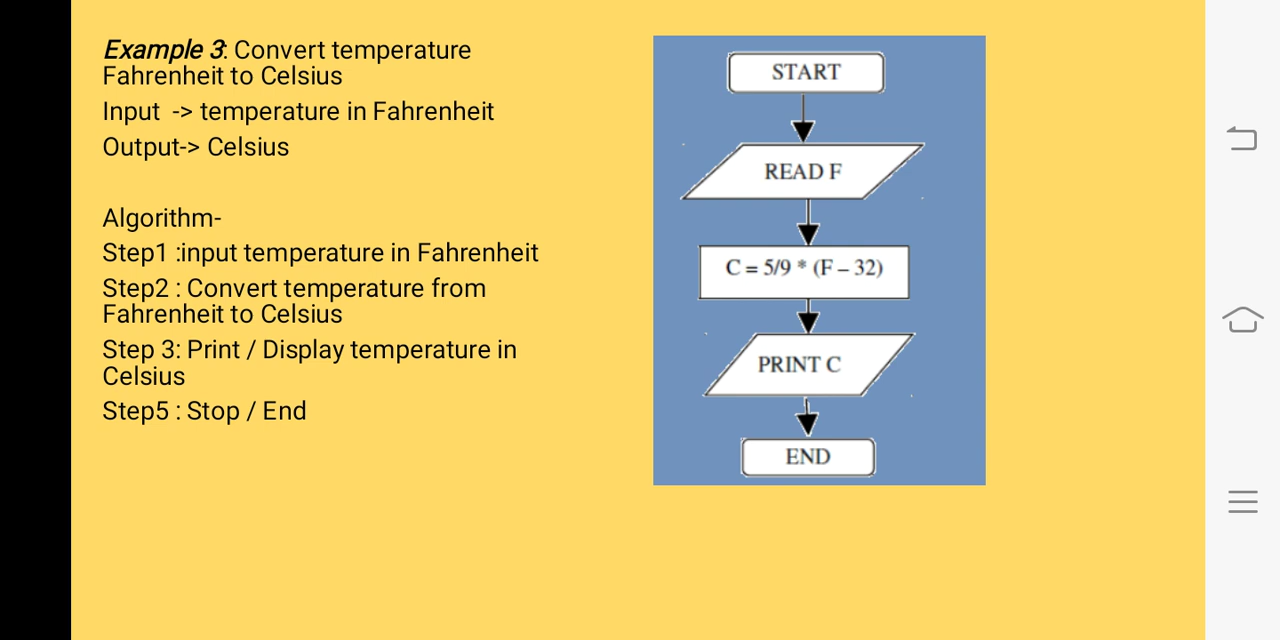 Example 3: Convert temperature
Fahrenheit to Celsius
Input -> temperature in Fahrenheit
Output-> Celsius
Algorithm-
Step1 :input temperature in Fahrenheit
Step2 : Convert temperature from
Fahrenheit to Celsius
Step 3: Print / Display temperature in
Celsius
Step5 : Stop / End
START
READ F
C = 5/9 * (F – 32)
PRINT C
END